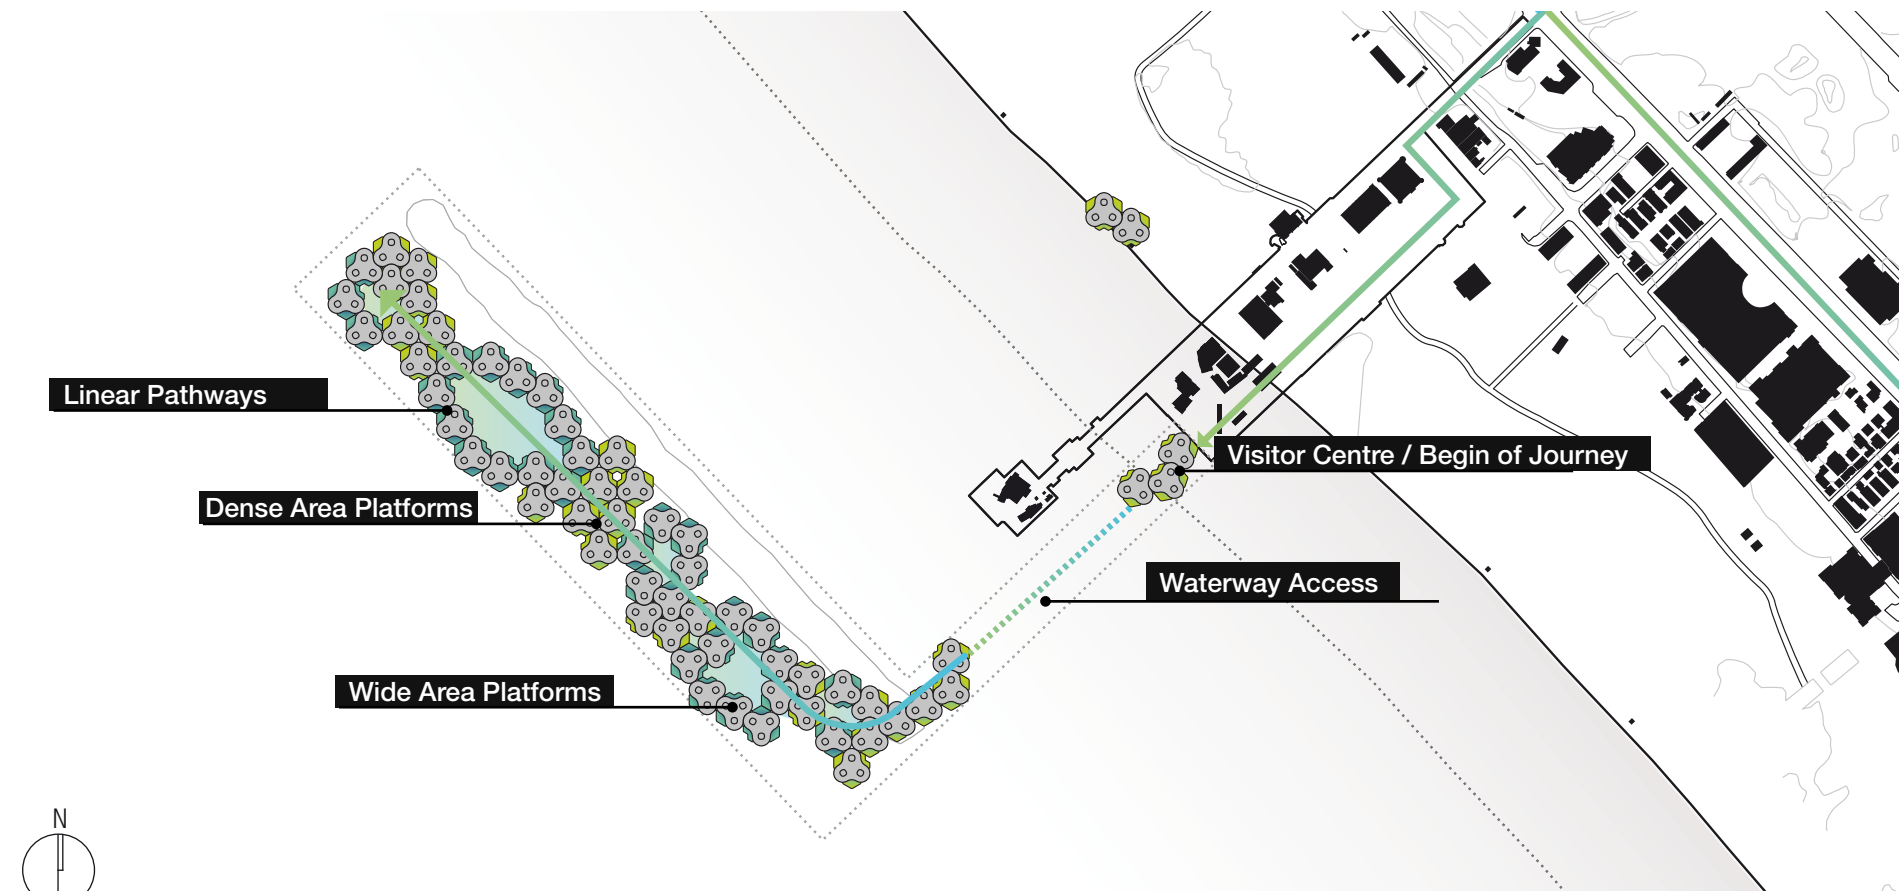 Linear Pathways
Visitor Centre / Begin of Journey
Dense Area Platforms
Waterway Access
Wide Area Platforms
N